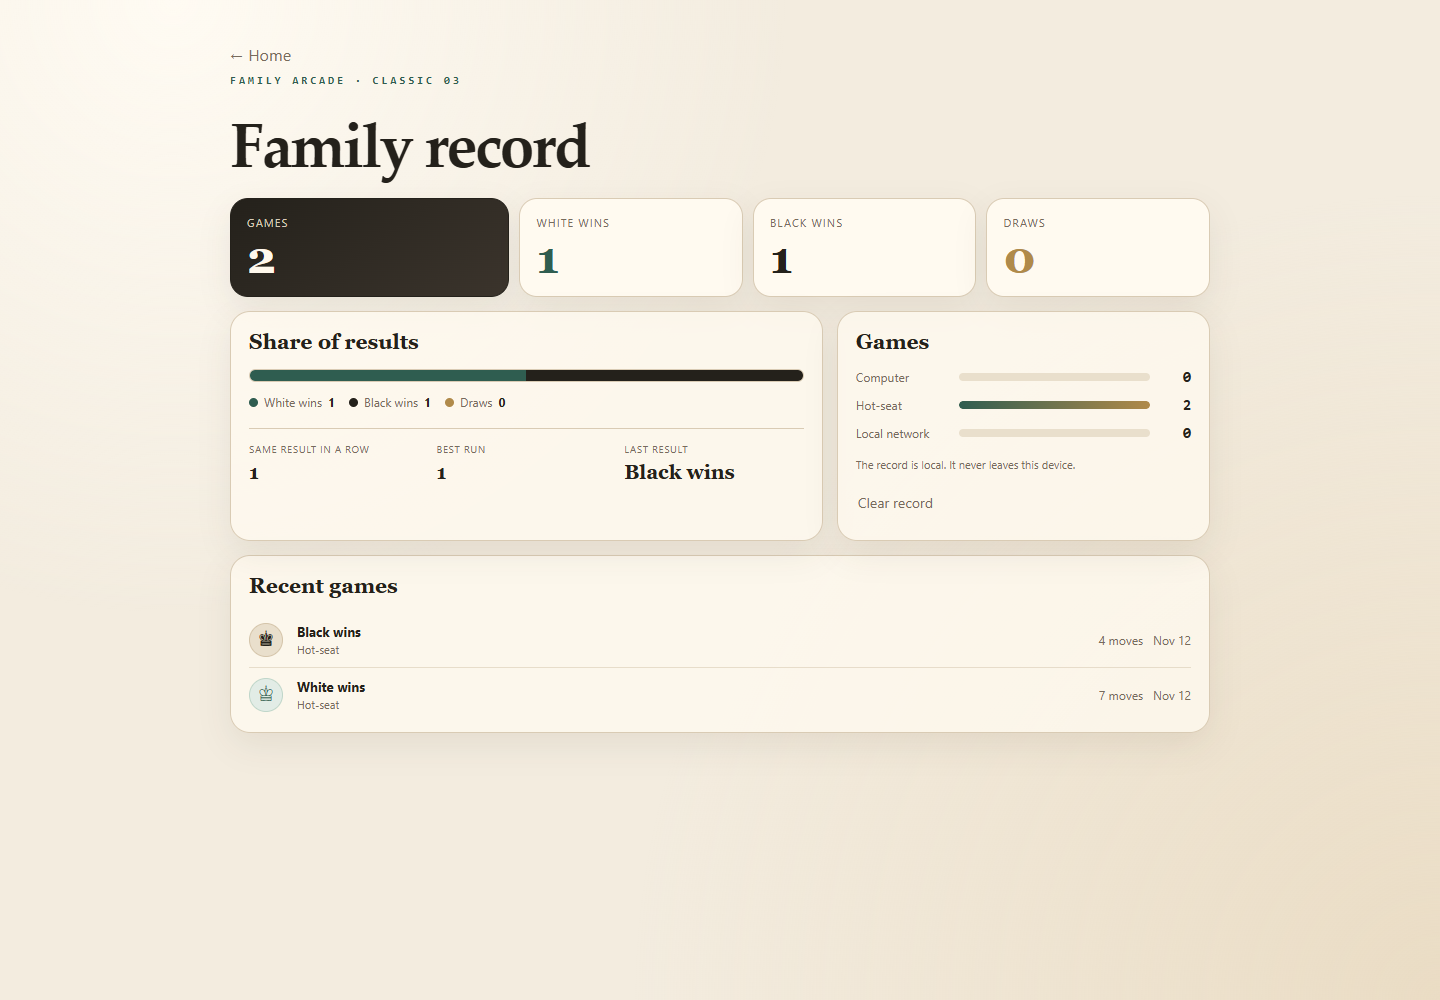 ← Home
FAMILY ARCADE · CLASSIC 03
Family record
GAMES
2
WHITE WINS
1
BLACK WINS
1
DRAWS
0
Share of results
White wins 1 Black wins 1 Draws 0
SAME RESULT IN A ROW
1
BEST RUN
1
LAST RESULT
Black wins
Games
Computer 0
Hot-seat 2
Local network 0
The record is local. It never leaves this device.
Clear record
Recent games
Black wins
Hot-seat
4 moves Nov 12
White wins
Hot-seat
7 moves Nov 12